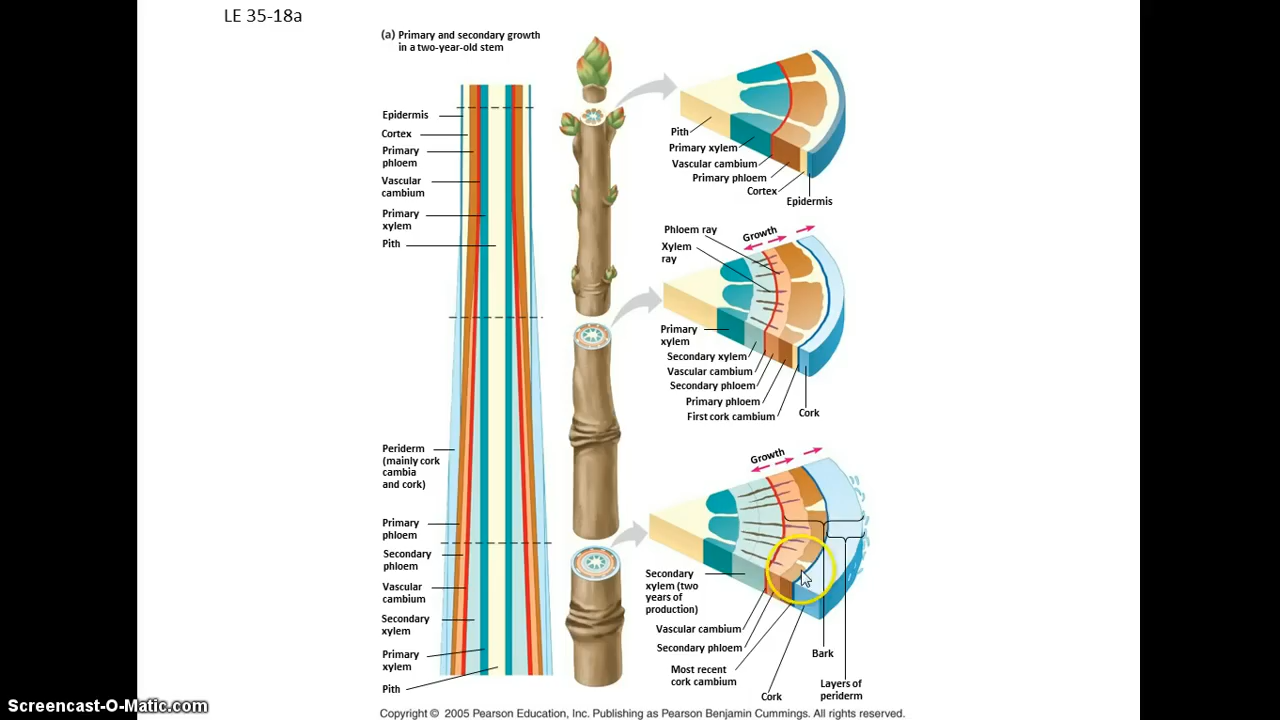 LE 35-18a
(a) Primary and secondary growth
in a two-year-old stem
Epidermis
Cortex
Primary
phloem
Vascular
cambium
Primary
xylem
Pith
Periderm
(mainly cork
cambia
and cork)
Primary
phloem
Secondary
phloem
Vascular
cambium
Secondary
xylem
Primary
xylem
Pith
Pith
Primary xylem
Vascular cambium
Primary phloem
Cortex
Epidermis
Phloem ray
Xylem
ray
Growth
Primary
xylem
Secondary xylem
Vascular cambium
Secondary phloem
Primary phloem
First cork cambium
Cork
Growth
Secondary
xylem (two
years of
production)
Vascular cambium
Secondary phloem
Most recent
cork cambium
Cork
Bark
Layers of
periderm
Screencast-O-Matic.com
Copyright © 2005 Pearson Education, Inc. Publishing as Pearson Benjamin Cummings. All rights reserved.